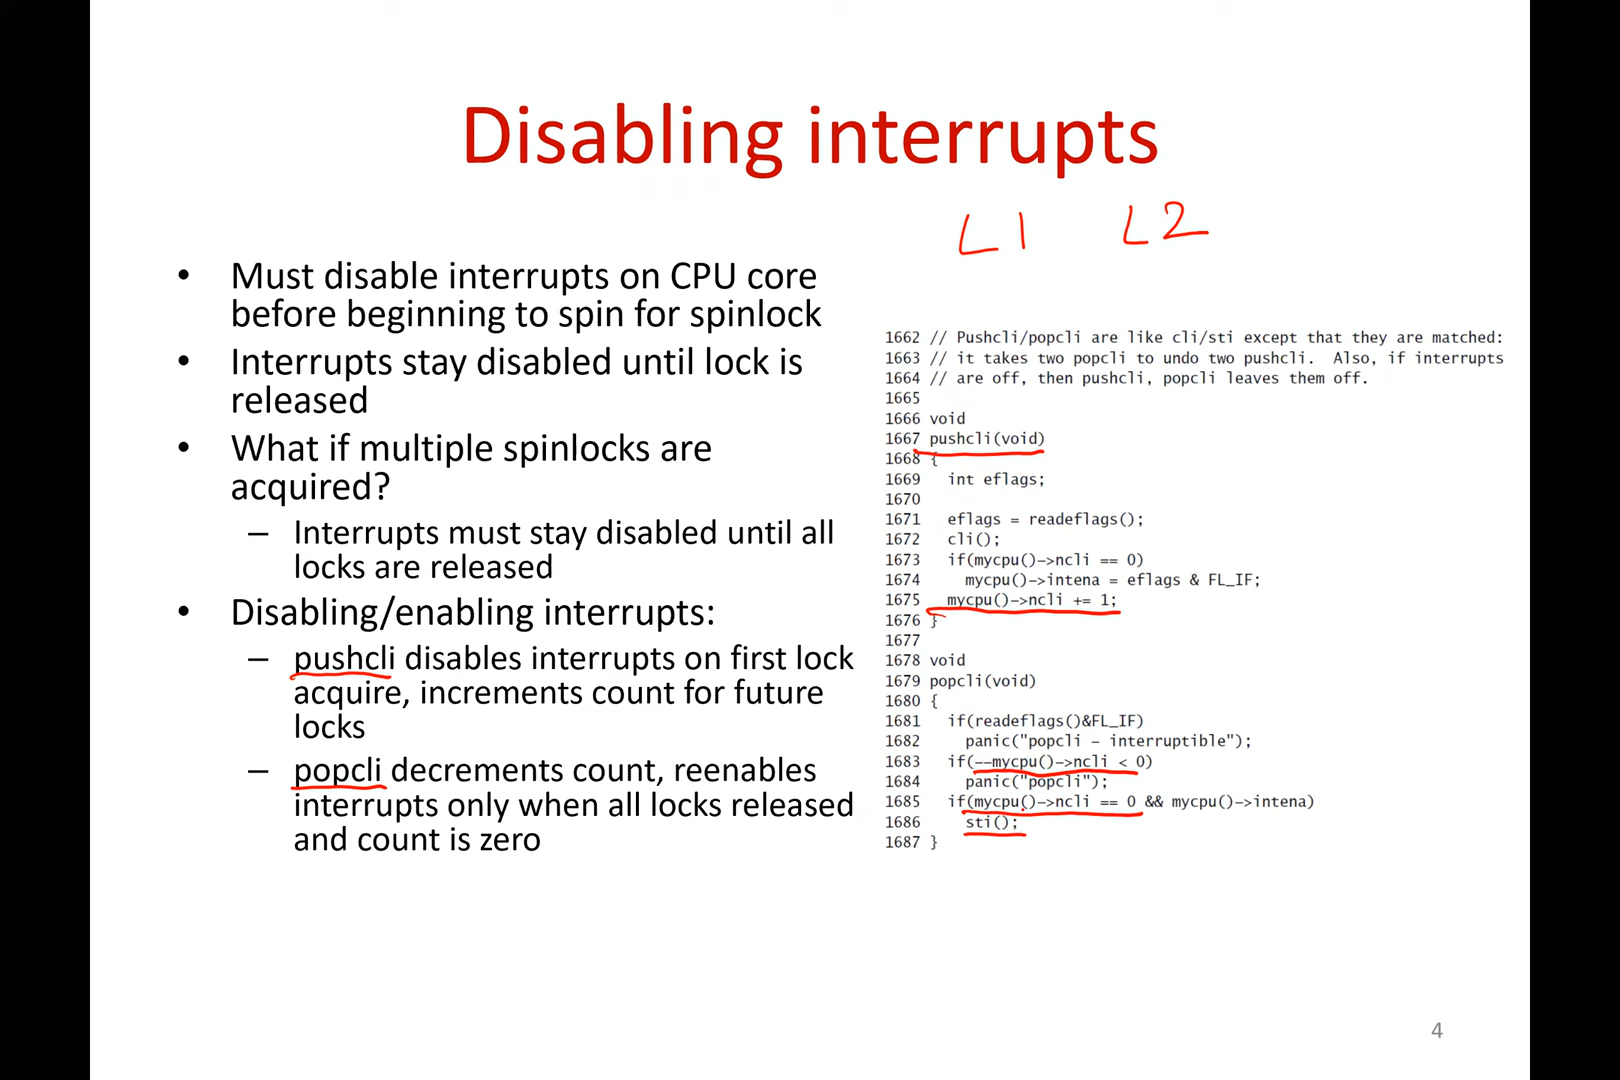 Disabling interrupts
L1 L2
• Must disable interrupts on CPU core
before beginning to spin for spinlock
• Interrupts stay disabled until lock is
released
• What if multiple spinlocks are
acquired?
– Interrupts must stay disabled until all
locks are released
• Disabling/enabling interrupts:
– pushcli disables interrupts on first lock
acquire, increments count for future
locks
– popcli decrements count, reenables
interrupts only when all locks released
and count is zero
1662 // Pushcli/popcli are like cli/sti except that they are matched:
1663 // it takes two popcli to undo two pushcli.  Also, if interrupts
1664 // are off, then pushcli, popcli leaves them off.
1665
1666 void
1667 pushcli(void)
1668 {
1669   int eflags;
1670
1671   eflags = readeflags();
1672   cli();
1673   if(mycpu()->ncli == 0)
1674     mycpu()->intena = eflags & FL_IF;
1675   mycpu()->ncli += 1;
1676 }
1677
1678 void
1679 popcli(void)
1680 {
1681   if(readeflags()&FL_IF)
1682     panic("popcli – interruptible");
1683   if(--mycpu()->ncli < 0)
1684     panic("popcli");
1685   if(mycpu()->ncli == 0 && mycpu()->intena)
1686     sti();
1687 }
4